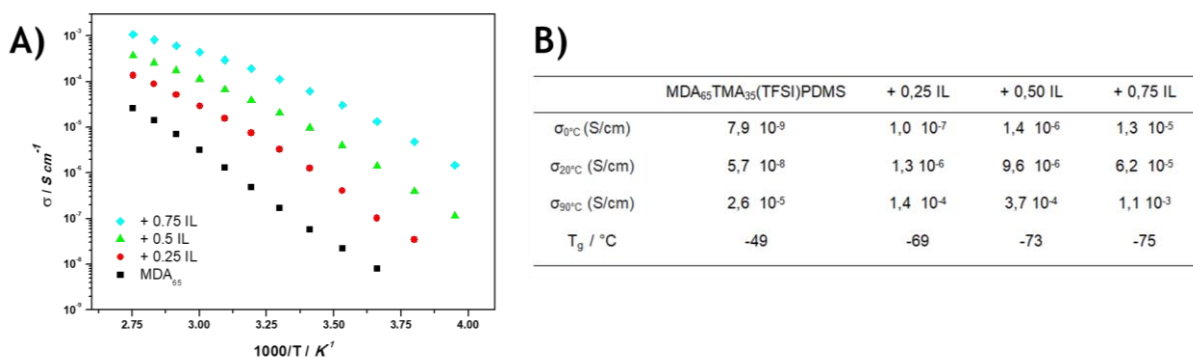 A)
10⁻³
10⁻⁴
10⁻⁵
10⁻⁶
10⁻⁷
10⁻⁸
10⁻⁹
σ / S cm⁻¹
+ 0.75 IL
+ 0.5 IL
+ 0.25 IL
MDA₆₅
2.75 3.00 3.25 3.50 3.75 4.00
1000/T / K¹
B)
MDA₆₅TMA₃₅(TFSI)PDMS + 0,25 IL + 0,50 IL + 0,75 IL
σ₀°C (S/cm) 7,9 10⁻⁹ 1,0 10⁻⁷ 1,4 10⁻⁶ 1,3 10⁻⁵
σ₂₀°C (S/cm) 5,7 10⁻⁸ 1,3 10⁻⁶ 9,6 10⁻⁶ 6,2 10⁻⁵
σ₉₀°C (S/cm) 2,6 10⁻⁵ 1,4 10⁻⁴ 3,7 10⁻⁴ 1,1 10⁻³
Tg / °C -49 -69 -73 -75